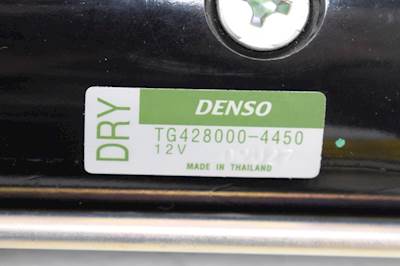 DRY
DENSO
TG428000-4450
12V
MADE IN THAILAND